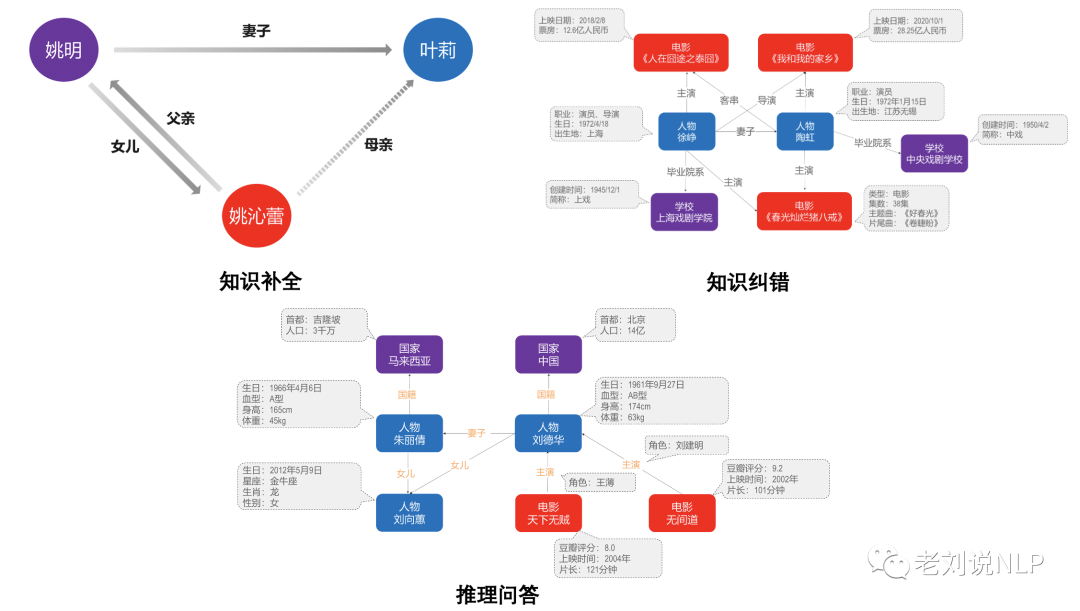 妻子
姚明
叶莉
父亲
女儿
母亲
姚沁蕾
知识补全
上映日期：2018/2/8
票房：12.6亿人民币
电影
《人在囧途之泰囧》
电影
《我和我的家乡》
上映日期：2020/10/1
票房：28.25亿人民币
主演
客串
导演
主演
职业：演员、导演
生日：1972/4/18
出生地：上海
人物
徐峥
妻子
人物
陶虹
职业：演员
生日：1972年1月15日
出生地：江苏无锡
毕业院系
学校
中央戏剧学校
创建时间：1950/4/2
简称：中戏
毕业院系
主演
主演
创建时间：1945/12/1
简称：上戏
学校
上海戏剧学院
电影
《春光灿烂猪八戒》
类型：电影
集数：38集
主题曲：《好春光》
片尾曲：《卷睫盼》
知识纠错
首都：吉隆坡
人口：3千万
国家
马来西亚
国家
中国
首都：北京
人口：14亿
国籍
国籍
生日：1966年4月6日
血型：A型
身高：165cm
体重：45kg
人物
朱丽倩
妻子
人物
刘德华
生日：1961年9月27日
血型：AB型
身高：174cm
体重：63kg
女儿
女儿
主演
主演
角色：刘建明
角色：王薄
生日：2012年5月9日
星座：金牛座
生肖：龙
性别：女
人物
刘向蕙
电影
天下无贼
电影
无间道
豆瓣评分：9.2
上映时间：2002年
片长：101分钟
豆瓣评分：8.0
上映时间：2004年
片长：121分钟
推理问答
老刘说NLP